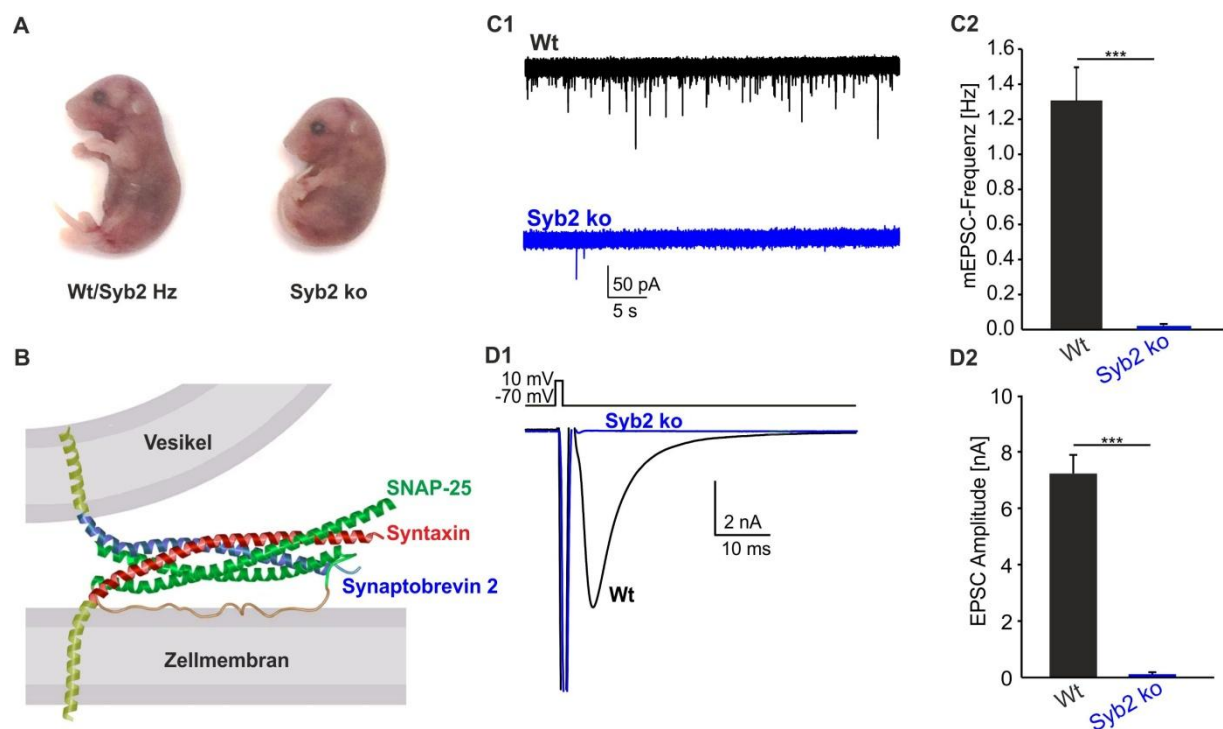 A
Wt/Syb2 Hz
Syb2 ko
B
Vesikel
SNAP-25
Syntaxin
Synaptobrevin 2
Zellmembran
C1
Wt
Syb2 ko
50 pA
5 s
C2
mEPSC-Frequenz [Hz]
1.6
1.4
1.2
1.0
0.8
0.6
0.4
0.2
0.0
***
Wt
Syb2 ko
D1
10 mV
-70 mV
Syb2 ko
2 nA
10 ms
Wt
D2
EPSC Amplitude [nA]
10
8
6
4
2
0
***
Wt
Syb2 ko